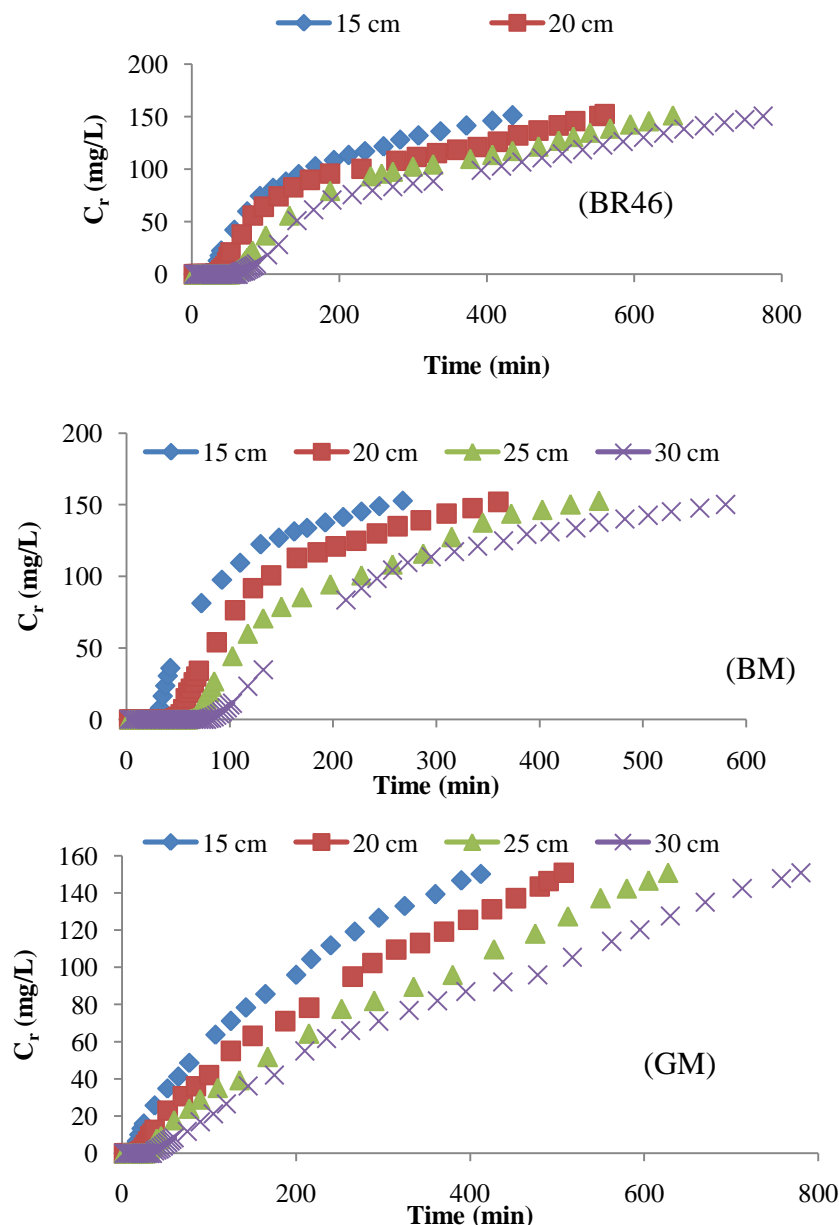 15 cm 20 cm
200
150
100
50
0
C_r (mg/L)
(BR46)
0 200 400 600 800
Time (min)
200
15 cm 20 cm 25 cm 30 cm
150
100
50
0
C_r (mg/L)
(BM)
0 100 200 300 400 500 600
Time (min)
15 cm 20 cm 25 cm 30 cm
160
140
120
100
80
60
40
20
0
C_r (mg/L)
(GM)
0 200 400 600 800
Time (min)